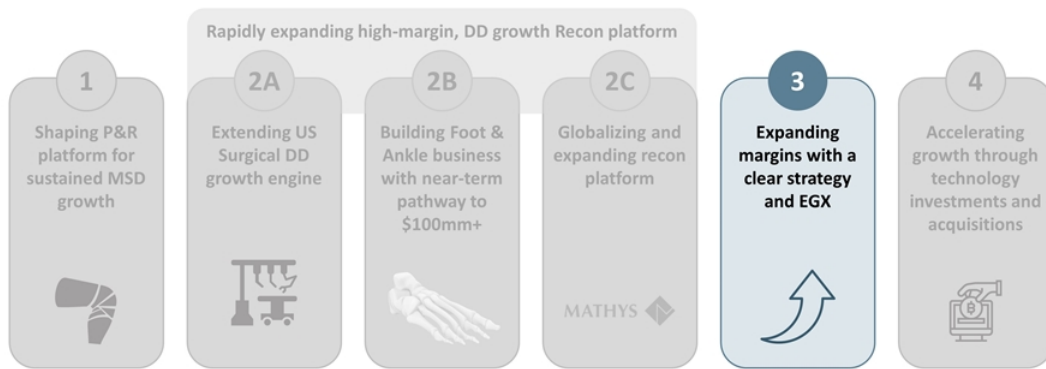 Rapidly expanding high-margin, DD growth Recon platform
1
Shaping P&R
platform for
sustained MSD
growth
2A
Extending US
Surgical DD
growth engine
2B
Building Foot &
Ankle business
with near-term
pathway to
$100mm+
2C
Globalizing and
expanding recon
platform
MATHYS
3
Expanding
margins with a
clear strategy
and EGX
4
Accelerating
growth through
technology
investments and
acquisitions